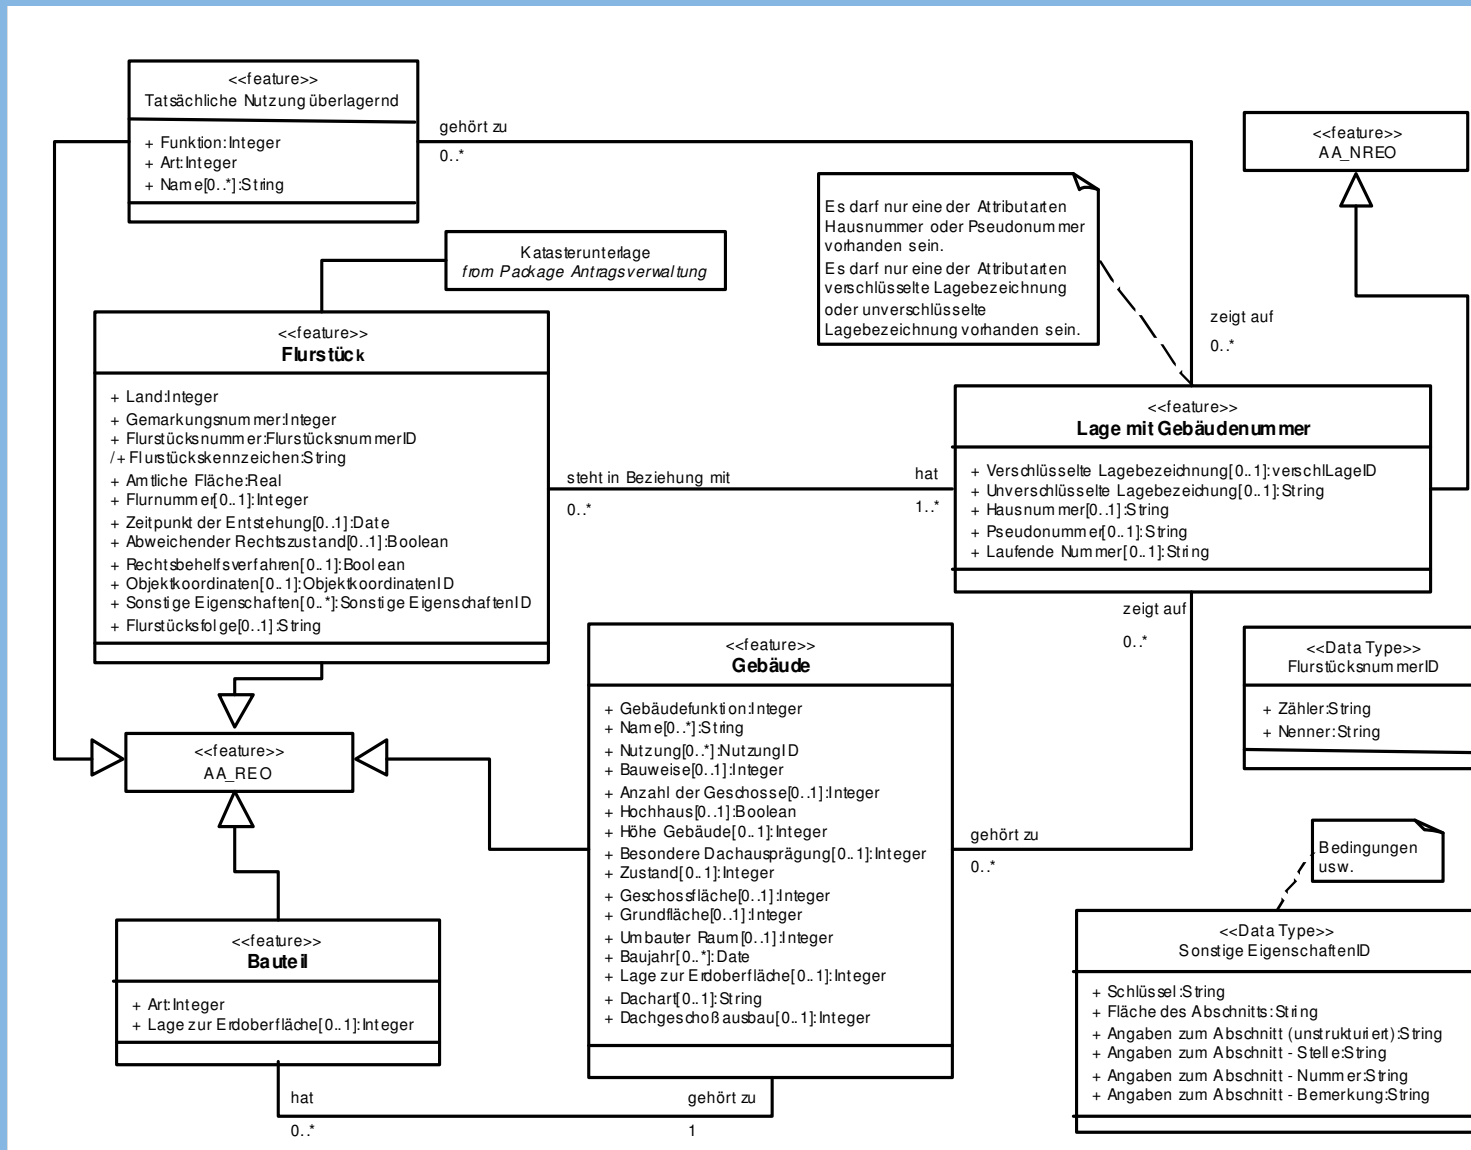 <<feature>>
Tatsächliche Nutzung überlagernd
+ Funktion:Integer
+ Art:Integer
+ Name[0..*]:String
gehört zu
0..*
<<feature>>
AA_NREO
Es darf nur eine der Attributarten
Hausnummer oder Pseudonummer
vorhanden sein.
Es darf nur eine der Attributarten
verschlüsselte Lagebezeichnung
oder unverschlüsselte
Lagebezeichnung vorhanden sein.
Katasterunterlage
from Package Antragsverwaltung
zeigt auf
0..*
<<feature>>
Flurstück
+ Land:Integer
+ Gemarkungsnummer:Integer
+ Flurstücksnummer:FlurstücksnummerID
/+ Flurstückskennzeichen:String
+ Amtliche Fläche:Real
+ Flurnummer[0..1]:Integer
+ Zeitpunkt der Entstehung[0..1]:Date
+ Abweichender Rechtszustand[0..1]:Boolean
+ Rechtsbehelfsverfahren[0..1]:Boolean
+ Objektkoordinaten[0..1]:ObjektkoordinatenID
+ Sonstige Eigenschaften[0..*]:Sonstige EigenschaftenID
+ Flurstücksfolge[0..1]:String
steht in Beziehung mit
0..*
hat
1..*
<<feature>>
Lage mit Gebäudenummer
+ Verschlüsselte Lagebezeichnung[0..1]:verschlLageID
+ Unverschlüsselte Lagebezeichung[0..1]:String
+ Hausnummer[0..1]:String
+ Pseudonummer[0..1]:String
+ Laufende Nummer[0..1]:String
zeigt auf
0..*
<<feature>>
Gebäude
+ Gebäudefunktion:Integer
+ Name[0..*]:String
+ Nutzung[0..*]:NutzungID
+ Bauweise[0..1]:Integer
+ Anzahl der Geschosse[0..1]:Integer
+ Hochhaus[0..1]:Boolean
+ Höhe Gebäude[0..1]:Integer
+ Besondere Dachausprägung[0..1]:Integer
+ Zustand[0..1]:Integer
+ Geschossfläche[0..1]:Integer
+ Grundfläche[0..1]:Integer
+ Umbauter Raum[0..1]:Integer
+ Baujahr[0..*]:Date
+ Lage zur Erdoberfläche[0..1]:Integer
+ Dachart[0..1]:String
+ Dachgeschoßausbau[0..1]:Integer
gehört zu
0..*
<<Data Type>>
FlurstücksnummerID
+ Zähler:String
+ Nenner:String
<<feature>>
AA_REO
Bedingungen
usw.
<<feature>>
Bauteil
+ Art:Integer
+ Lage zur Erdoberfläche[0..1]:Integer
<<Data Type>>
Sonstige EigenschaftenID
+ Schlüssel:String
+ Fläche des Abschnitts:String
+ Angaben zum Abschnitt (unstrukturiert):String
+ Angaben zum Abschnitt - Stelle:String
+ Angaben zum Abschnitt - Nummer:String
+ Angaben zum Abschnitt - Bemerkung:String
hat
0..*
gehört zu
1